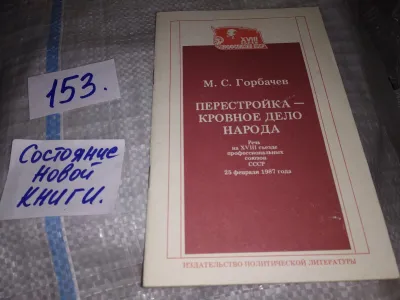 153.
Состояние
новой
книги.
XVIII
М. С. Горбачев
ПЕРЕСТРОЙКА —
КРОВНОЕ ДЕЛО
НАРОДА
Речь
на XVIII съезде
профессиональных
союзов
СССР
25 февраля 1987 года
ИЗДАТЕЛЬСТВО ПОЛИТИЧЕСКОЙ ЛИТЕРАТУРЫ